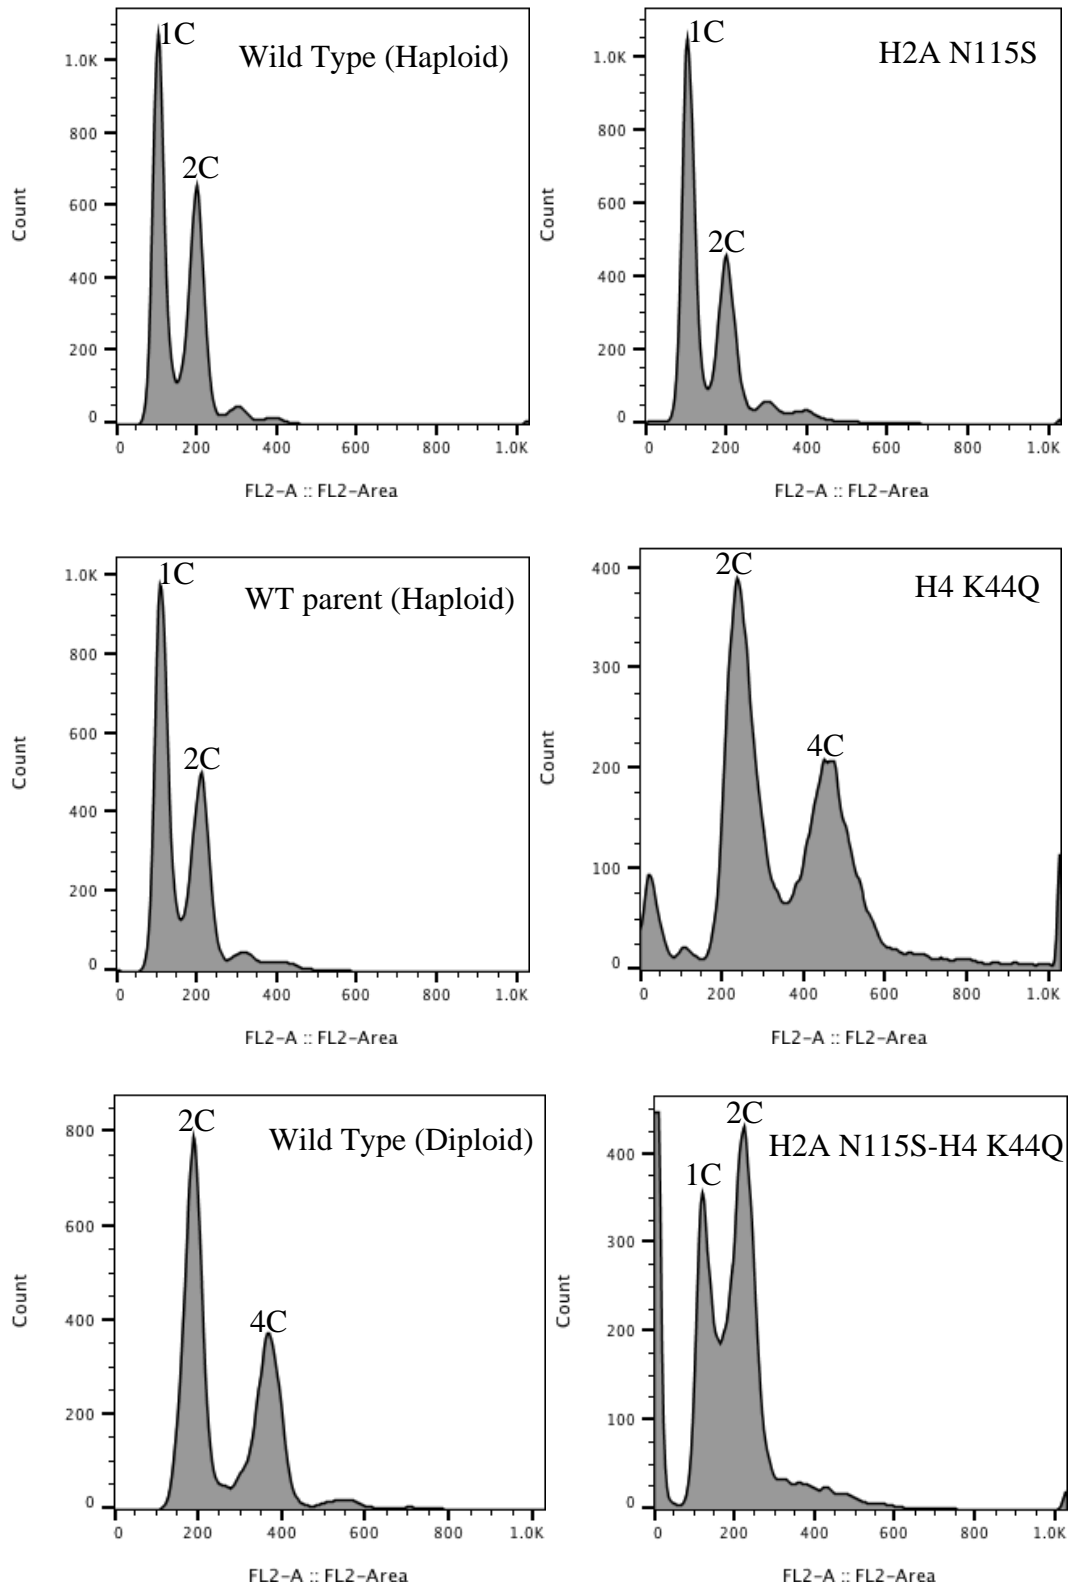 1C
Wild Type (Haploid)
2C
1.0K
800
600
400
200
0
Count
0 200 400 600 800 1.0K
FL2-A :: FL2-Area
1C
H2A N115S
2C
1.0K
800
600
400
200
0
Count
0 200 400 600 800 1.0K
FL2-A :: FL2-Area
1C
WT parent (Haploid)
2C
1.0K
800
600
400
200
0
Count
0 200 400 600 800 1.0K
FL2-A :: FL2-Area
2C
H4 K44Q
4C
400
300
200
100
0
Count
0 200 400 600 800 1.0K
FL2-A :: FL2-Area
2C
Wild Type (Diploid)
4C
800
600
400
200
0
Count
0 200 400 600 800 1.0K
FL2-A :: FL2-Area
2C
H2A N115S-H4 K44Q
1C
400
300
200
100
0
Count
0 200 400 600 800 1.0K
FL2-A :: FL2-Area